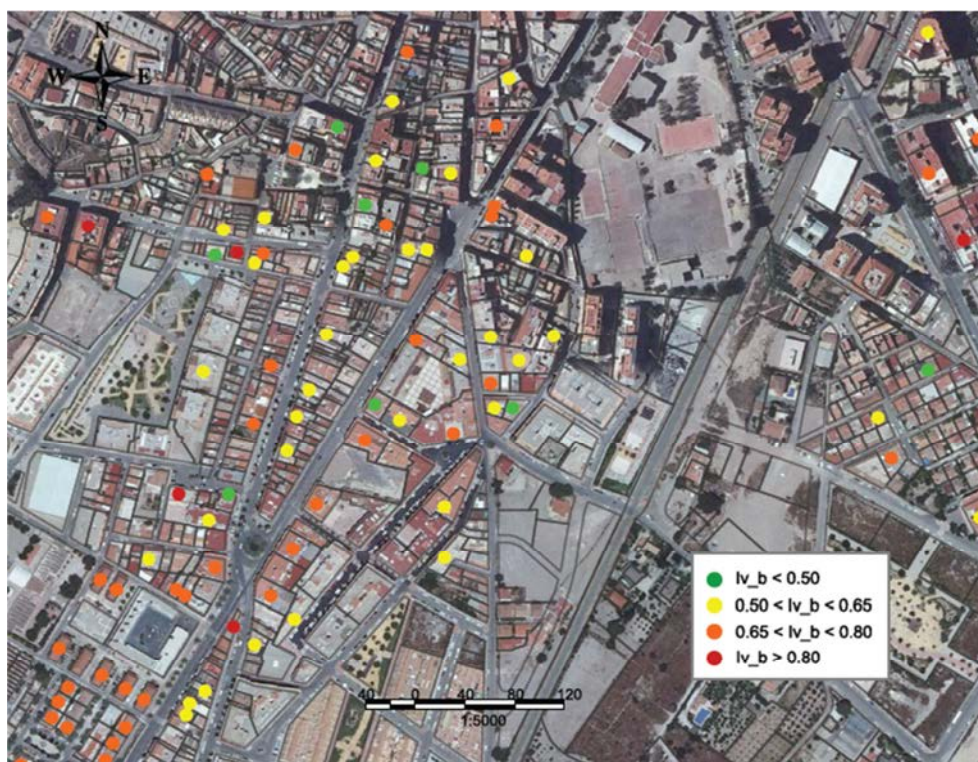 N
W E
S
Iv_b < 0.50
0.50 < Iv_b < 0.65
0.65 < Iv_b < 0.80
Iv_b > 0.80
40 0 40 80 120
1:5000